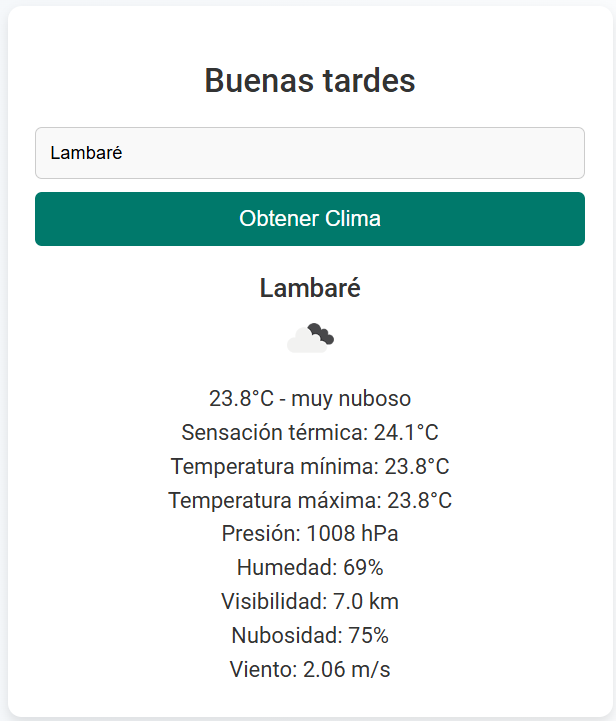 Buenas tardes
Lambaré
Obtener Clima
Lambaré
23.8°C - muy nuboso
Sensación térmica: 24.1°C
Temperatura mínima: 23.8°C
Temperatura máxima: 23.8°C
Presión: 1008 hPa
Humedad: 69%
Visibilidad: 7.0 km
Nubosidad: 75%
Viento: 2.06 m/s